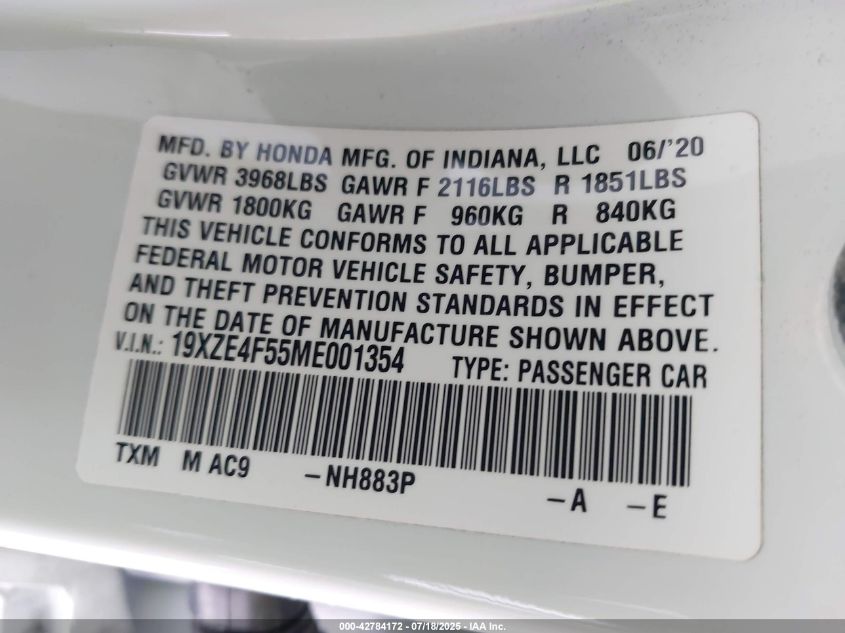 MFD. BY HONDA MFG. OF INDIANA, LLC 06/'20
GVWR 3968LBS GAWR F 2116LBS R 1851LBS
GVWR 1800KG GAWR F 960KG R 840KG
THIS VEHICLE CONFORMS TO ALL APPLICABLE
FEDERAL MOTOR VEHICLE SAFETY, BUMPER,
AND THEFT PREVENTION STANDARDS IN EFFECT
ON THE DATE OF MANUFACTURE SHOWN ABOVE.
V.I.N.: 19XZE4F55ME001354 TYPE: PASSENGER CAR
TXM M AC9 –NH883P –A –E
000-42784172 - 07/18/2025 - IAA Inc.